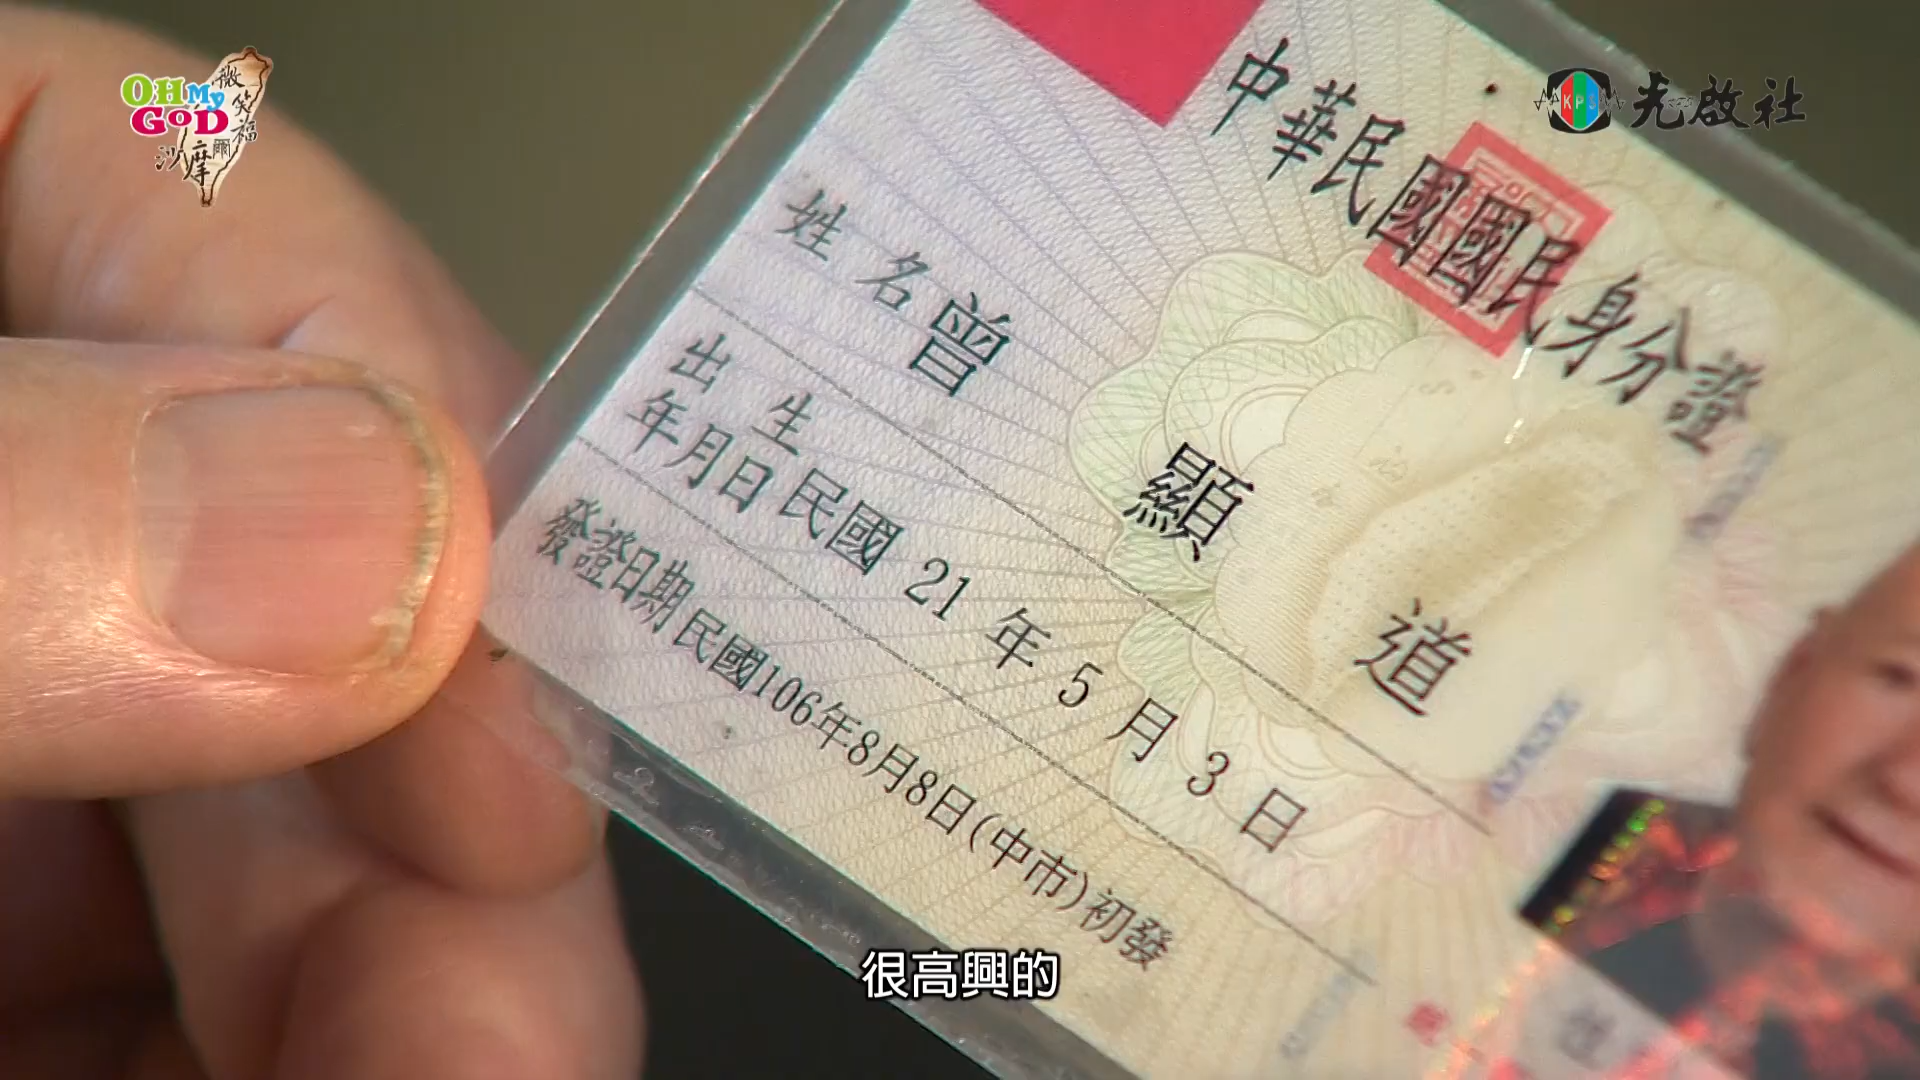 OH My
GOD
微笑福爾摩沙
KPS
光啟社
中華民國國民身分證
姓名 曾顯道
出生
年月日 民國 21 年 5 月 3 日
發證日期 民國106年8月8日(中市)初發
很高興的